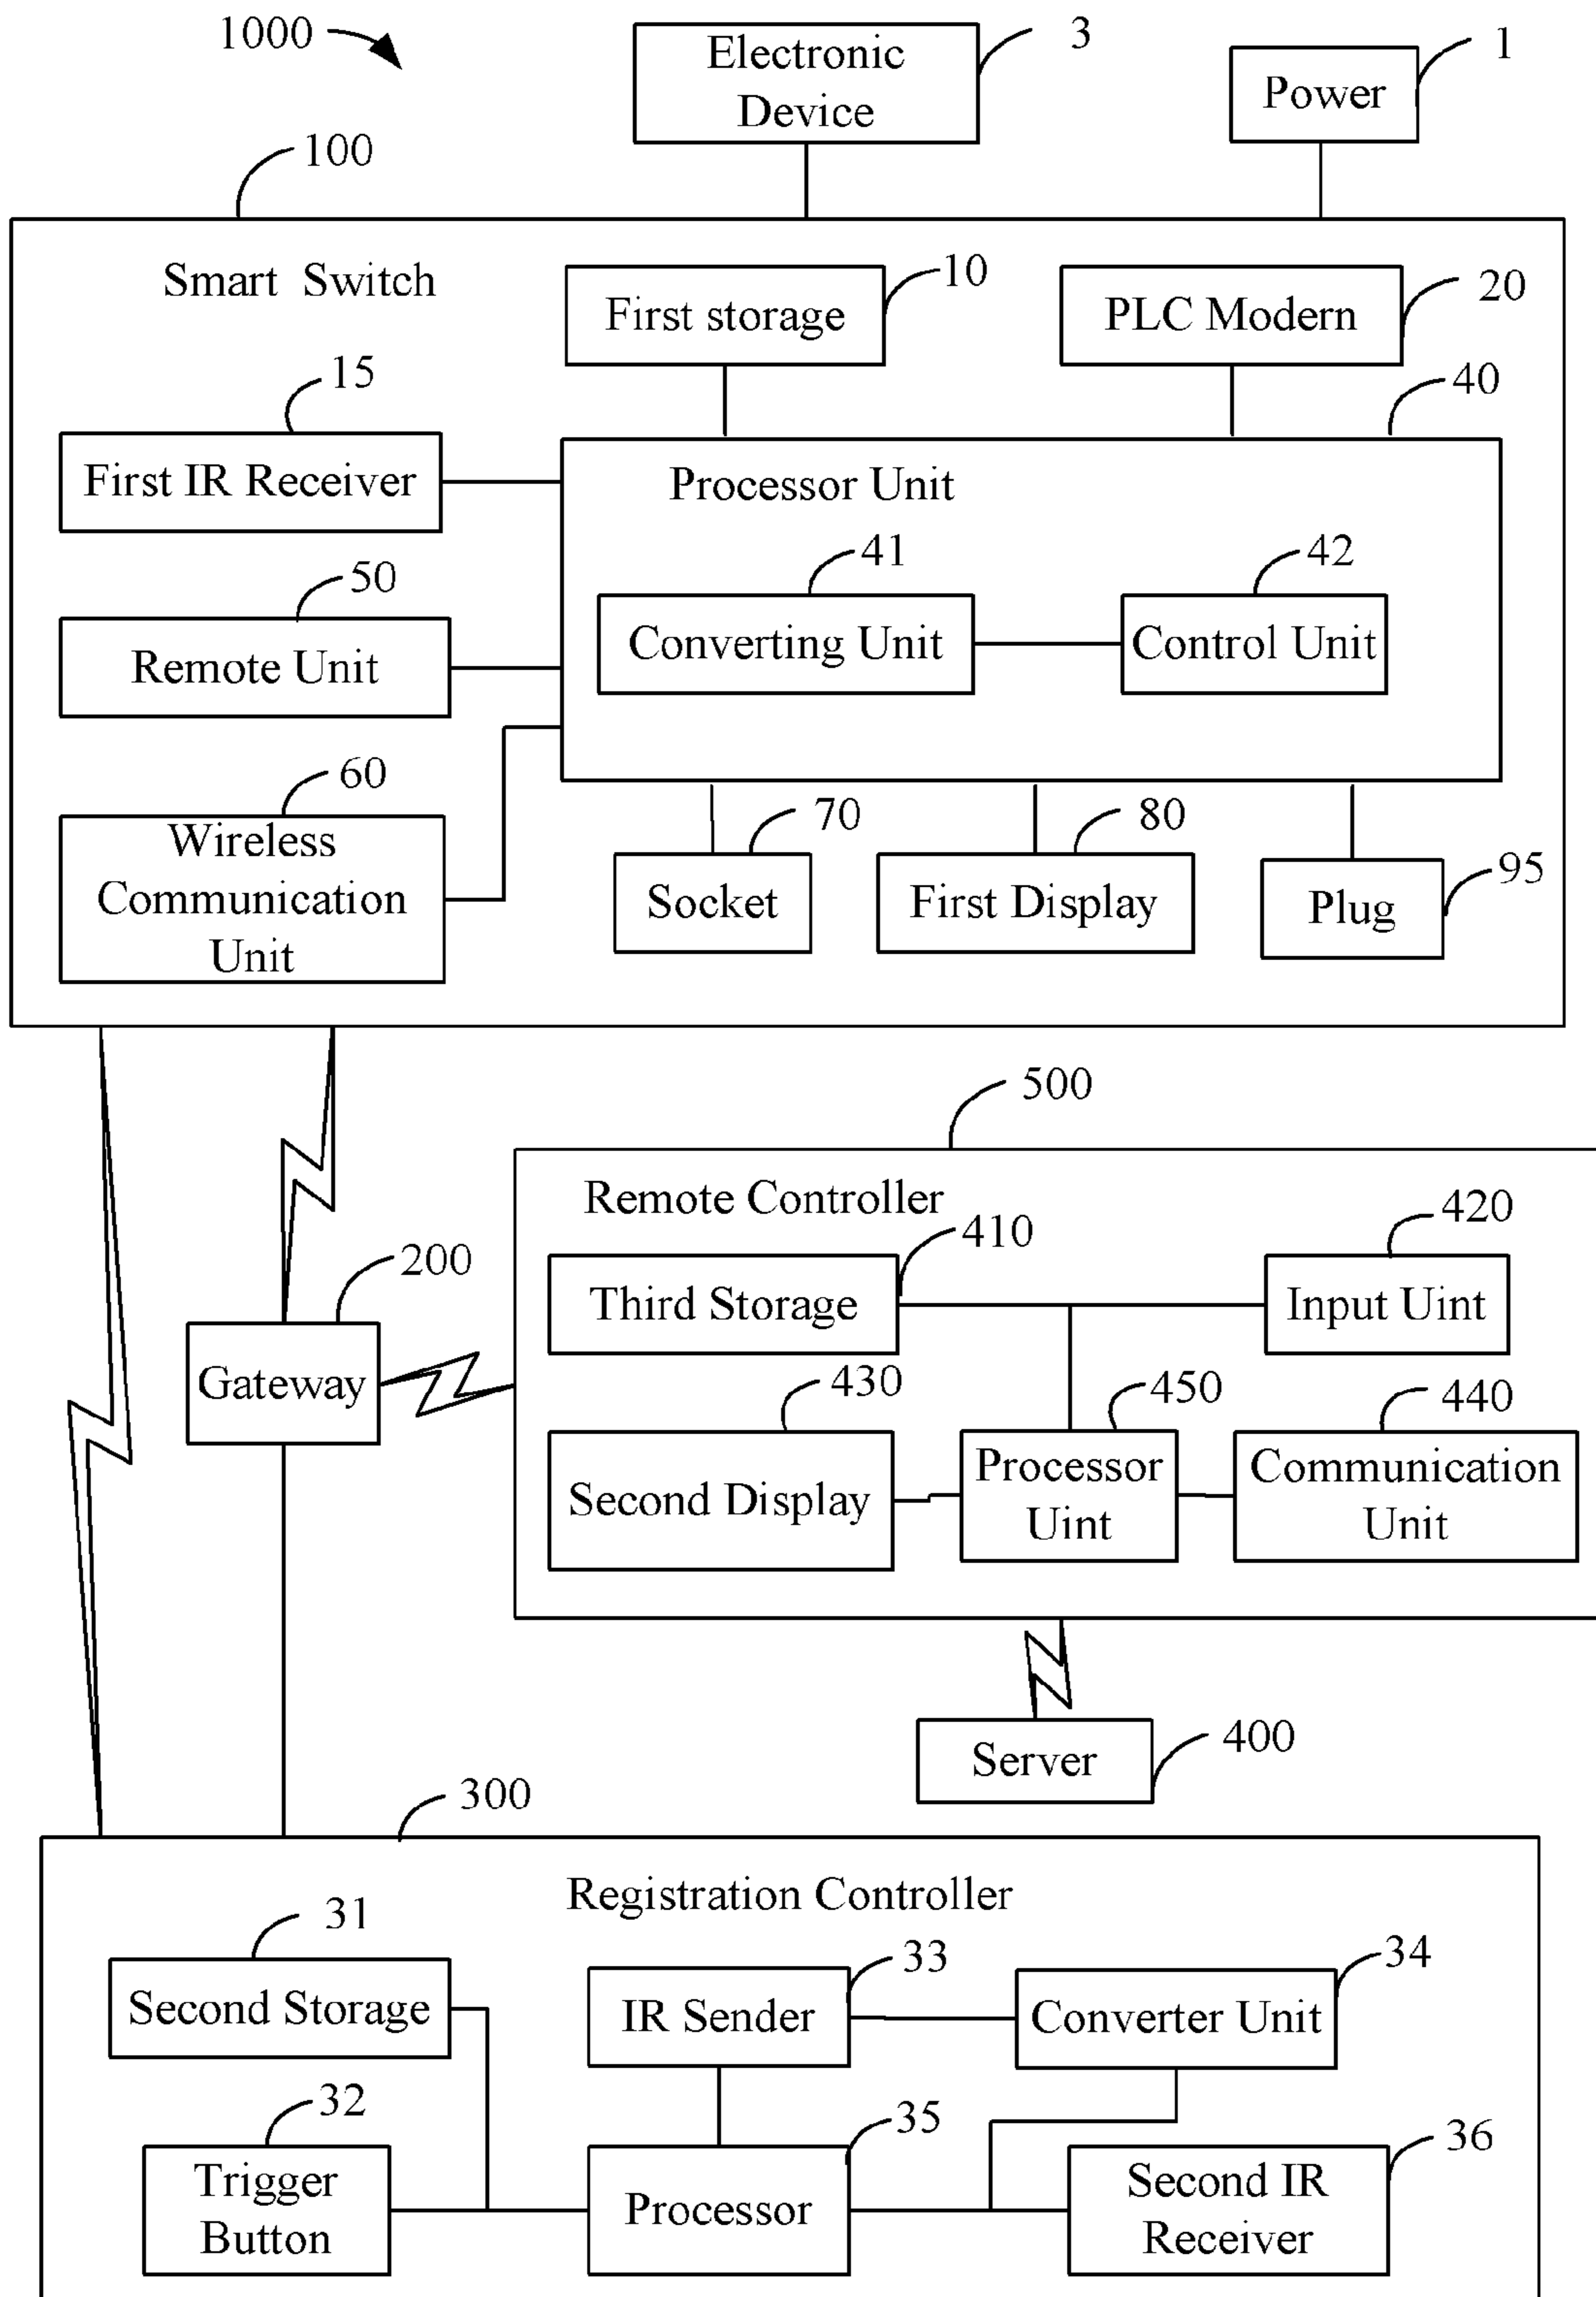 1000
Electronic
Device
3
Power
1
100
Smart Switch
First storage
10
PLC Modern
20
15
First IR Receiver
40
Processor Unit
41
Converting Unit
42
Control Unit
50
Remote Unit
60
Wireless
Communication
Unit
70
Socket
80
First Display
95
Plug
500
Remote Controller
410
Third Storage
420
Input Uint
200
Gateway
430
Second Display
450
Processor
Uint
440
Communication
Unit
Server
400
300
Registration Controller
31
Second Storage
33
IR Sender
34
Converter Unit
32
Trigger
Button
35
Processor
36
Second IR
Receiver